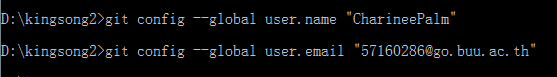 D:\kingsong2>git config --global user.name "CharineePalm"
D:\kingsong2>git config --global user.email "57160286@go.buu.ac.th"